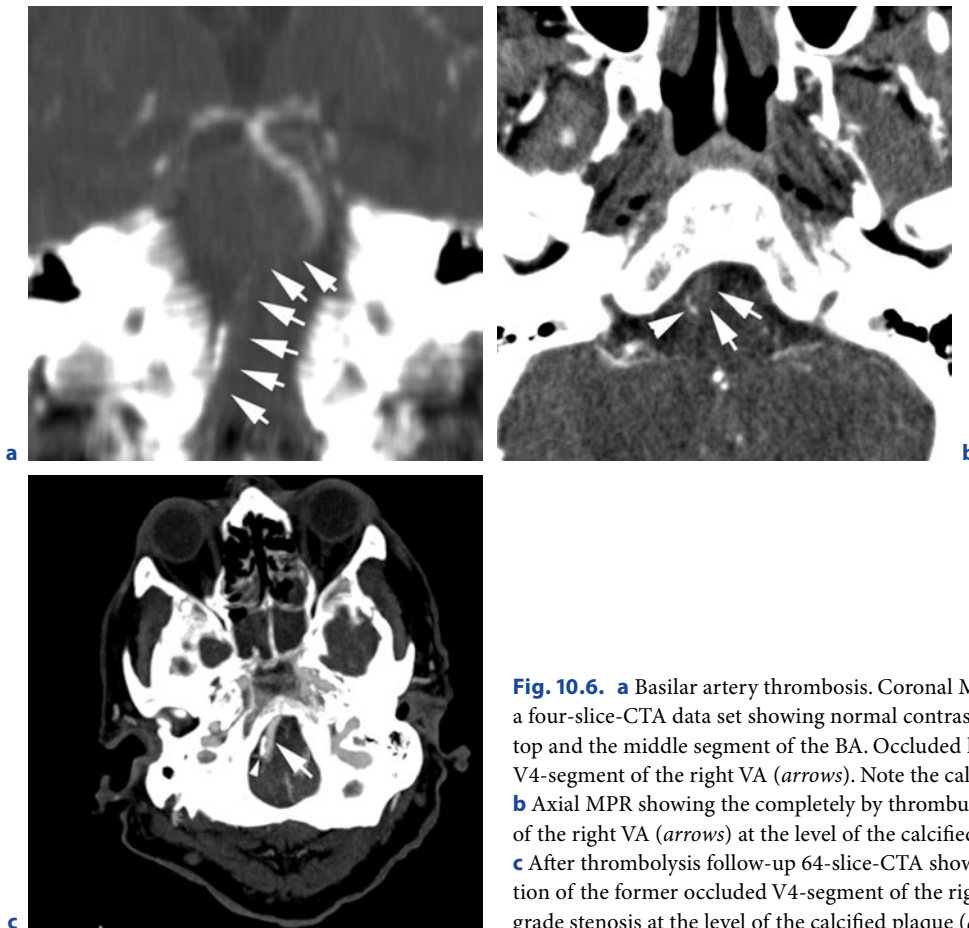 a
b
c
Fig. 10.6. a Basilar artery thrombosis. Coronal
a four-slice-CTA data set showing normal contras
top and the middle segment of the BA. Occluded
V4-segment of the right VA (arrows). Note the cal
b Axial MPR showing the completely by thrombu
of the right VA (arrows) at the level of the calcified
c After thrombolysis follow-up 64-slice-CTA show
tion of the former occluded V4-segment of the rig
grade stenosis at the level of the calcified plaque (